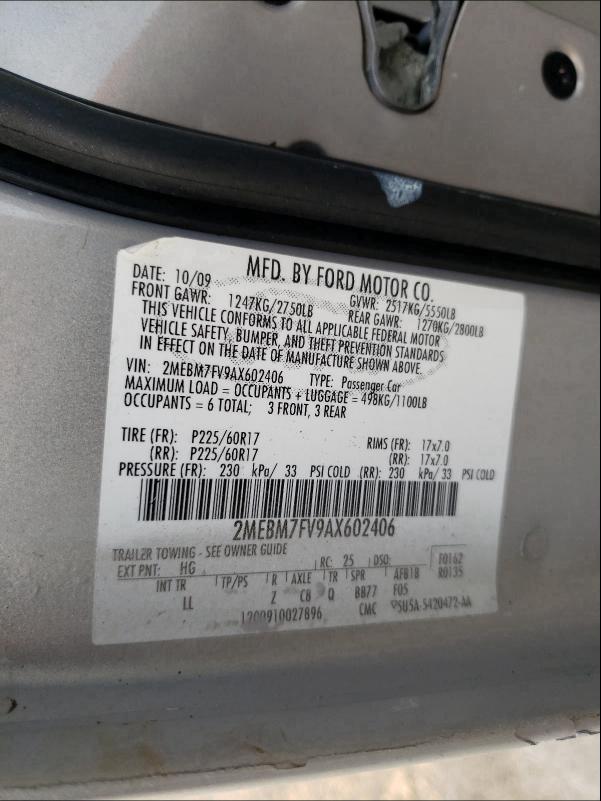 MFD. BY FORD MOTOR CO.
DATE: 10/09 GVWR: 2517KG/5550LB
FRONT GAWR: 1247KG/2750LB REAR GAWR: 1270KG/2800LB
THIS VEHICLE CONFORMS TO ALL APPLICABLE FEDERAL MOTOR
VEHICLE SAFETY, BUMPER, AND THEFT PREVENTION STANDARDS
IN EFFECT ON THE DATE OF MANUFACTURE SHOWN ABOVE.
VIN: 2MEBM7FV9AX602406 TYPE: Passenger Car
MAXIMUM LOAD = OCCUPANTS + LUGGAGE = 498KG/1100LB
OCCUPANTS = 6 TOTAL; 3 FRONT, 3 REAR
TIRE (FR): P225/60R17 RIMS (FR): 17x7.0
(RR): P225/60R17 (RR): 17x7.0
PRESSURE (FR): 230 kPa/ 33 PSI COLD (RR): 230 kPa/ 33 PSI COLD
2MEBM7FV9AX602406
TRAILER TOWING - SEE OWNER GUIDE
EXT PNT: HG RC: 25 DSO: F0162
INT TR TP/PS R AXLE TR SPR AFB18 R0135
LL Z C8 Q BB77 F05
1200910027896 CMC 5U5A-5420472-AA